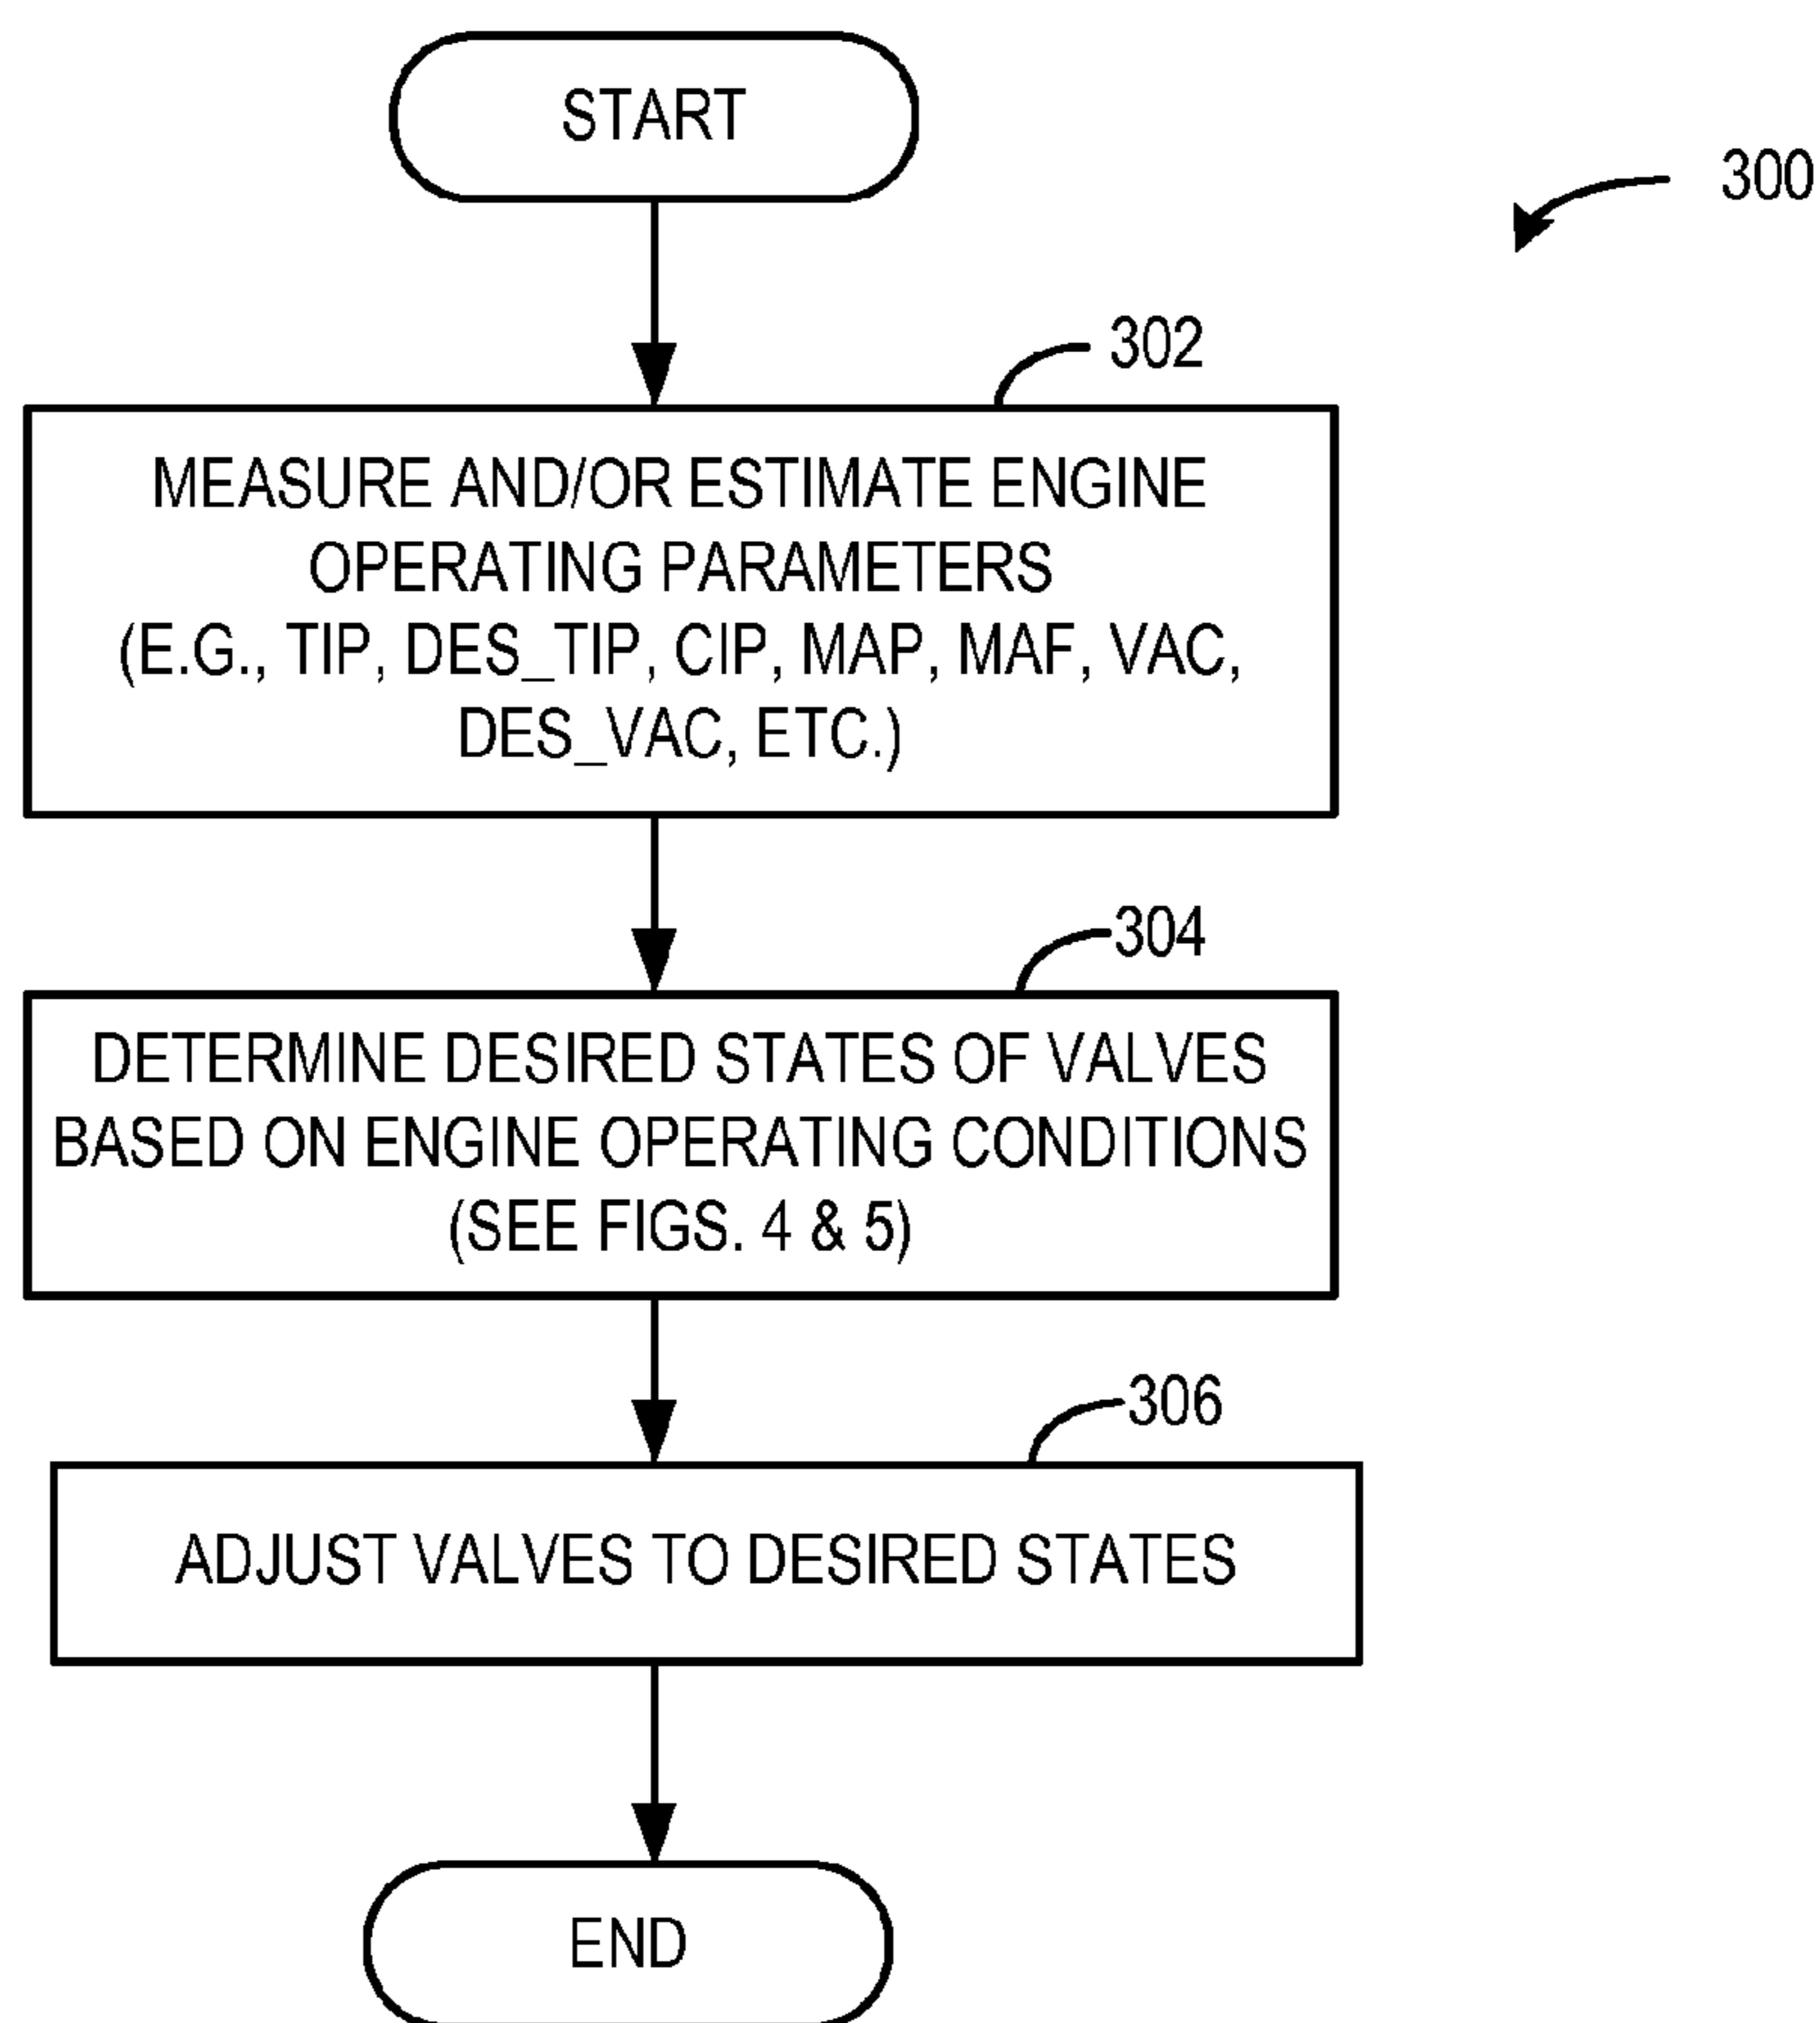 START
300
302
MEASURE AND/OR ESTIMATE ENGINE
OPERATING PARAMETERS
(E.G., TIP, DES_TIP, CIP, MAP, MAF, VAC,
DES_VAC, ETC.)
304
DETERMINE DESIRED STATES OF VALVES
BASED ON ENGINE OPERATING CONDITIONS
(SEE FIGS. 4 & 5)
306
ADJUST VALVES TO DESIRED STATES
END